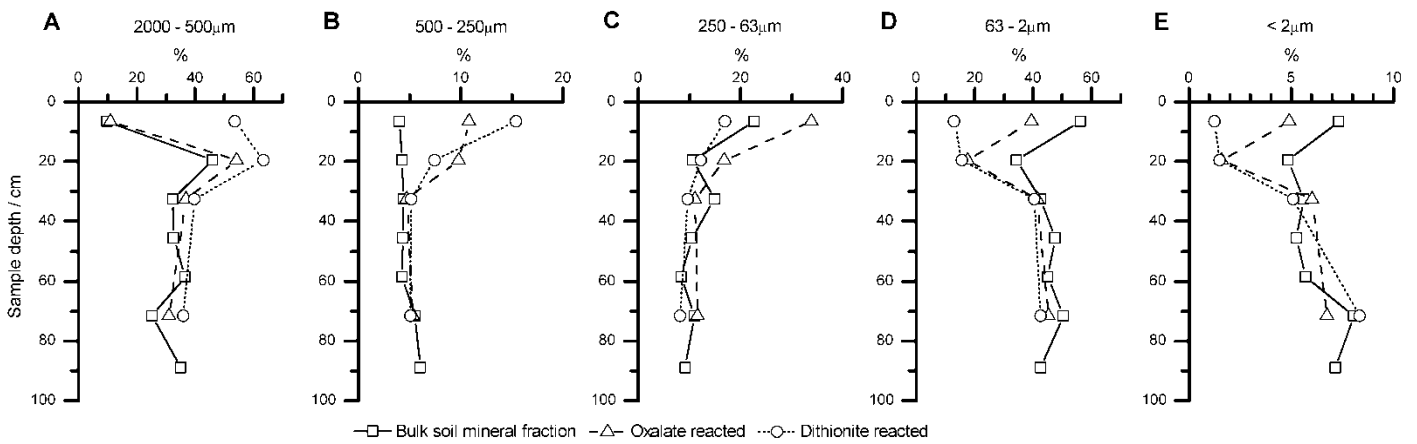 A 2000 - 500µm
%
0 20 40 60
B 500 - 250µm
%
0 10 20
C 250 - 63µm
%
0 20 40
D 63 - 2µm
%
0 20 40 60
E < 2µm
%
0 5 10
Sample depth / cm
0 0 0 0 0
20 20 20 20 20
40 40 40 40 40
60 60 60 60 60
80 80 80 80 80
100 100 100 100 100
Bulk soil mineral fraction Oxalate reacted Dithionite reacted